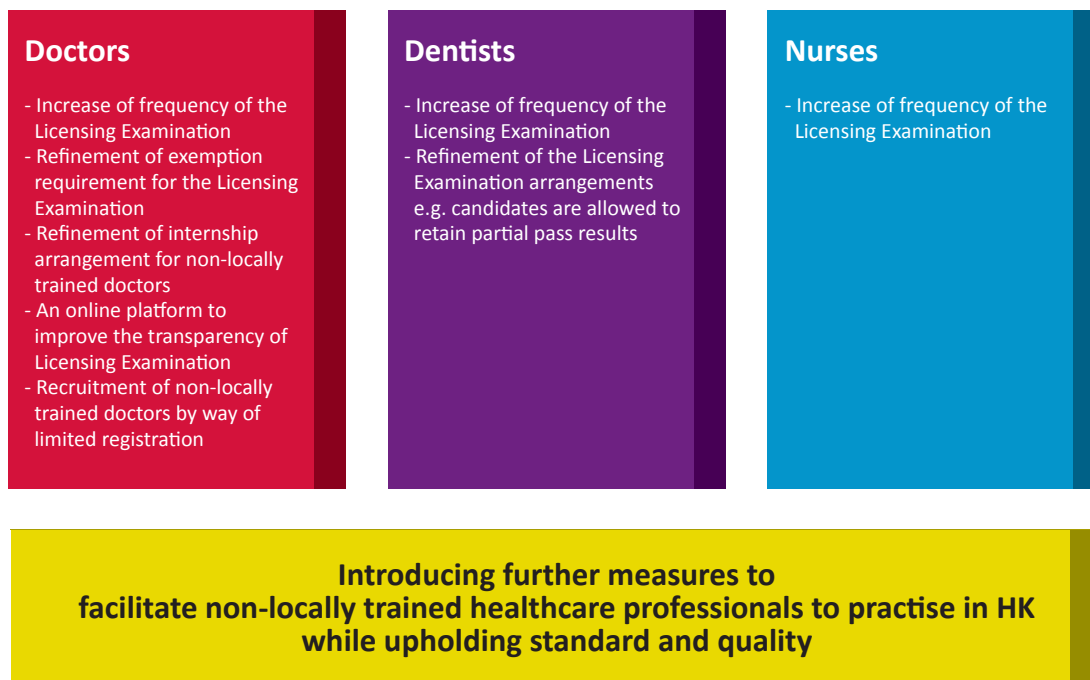 Doctors
- Increase of frequency of the
Licensing Examination
- Refinement of exemption
requirement for the Licensing
Examination
- Refinement of internship
arrangement for non-locally
trained doctors
- An online platform to
improve the transparency of
Licensing Examination
- Recruitment of non-locally
trained doctors by way of
limited registration
Dentists
- Increase of frequency of the
Licensing Examination
- Refinement of the Licensing
Examination arrangements
e.g. candidates are allowed to
retain partial pass results
Nurses
- Increase of frequency of the
Licensing Examination
Introducing further measures to
facilitate non-locally trained healthcare professionals to practise in HK
while upholding standard and quality